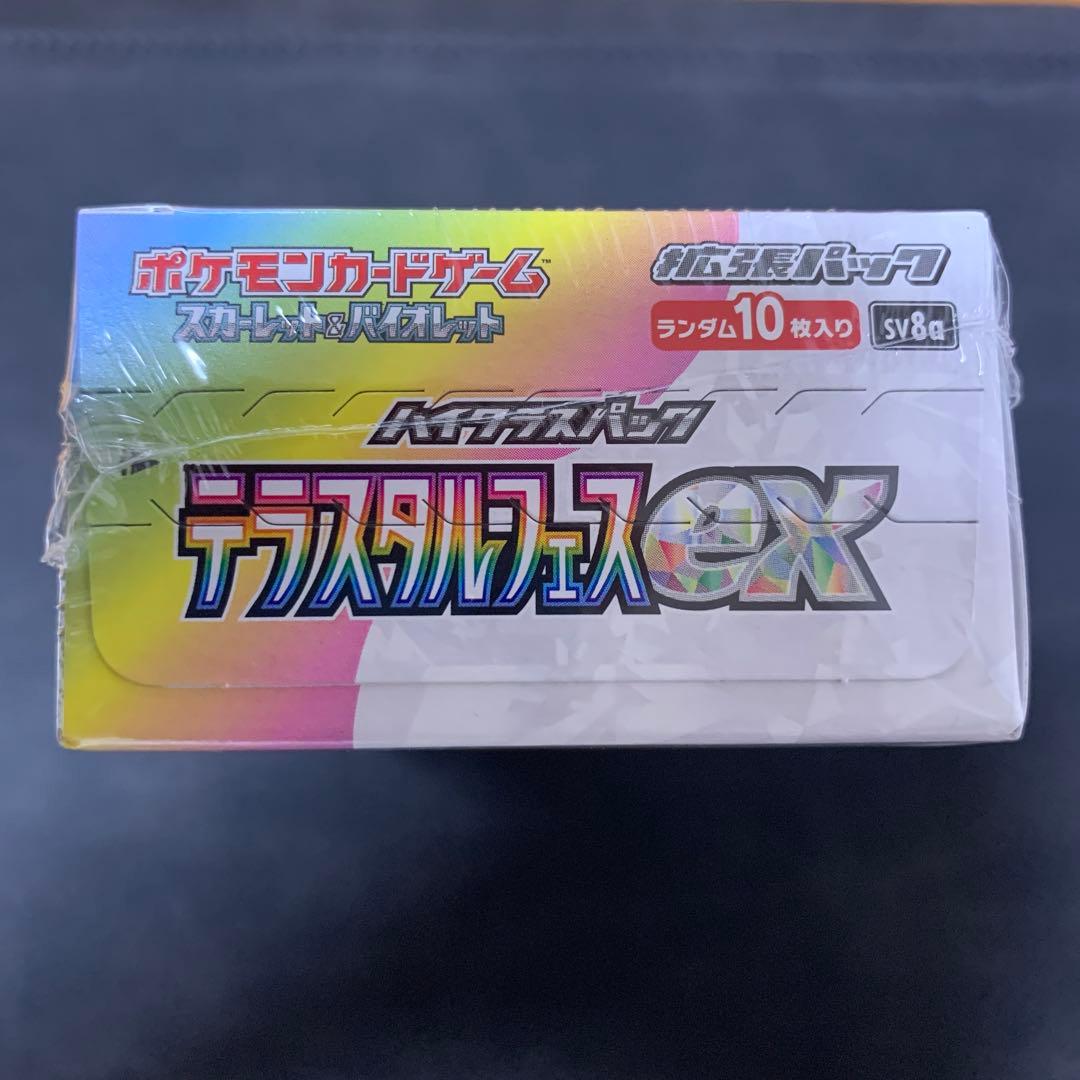 ポケモンカードゲーム™
スカーレット&バイオレット
拡張パック
ランダム10枚入り sv8a
ハイクラスパック
テラスタルフェスex